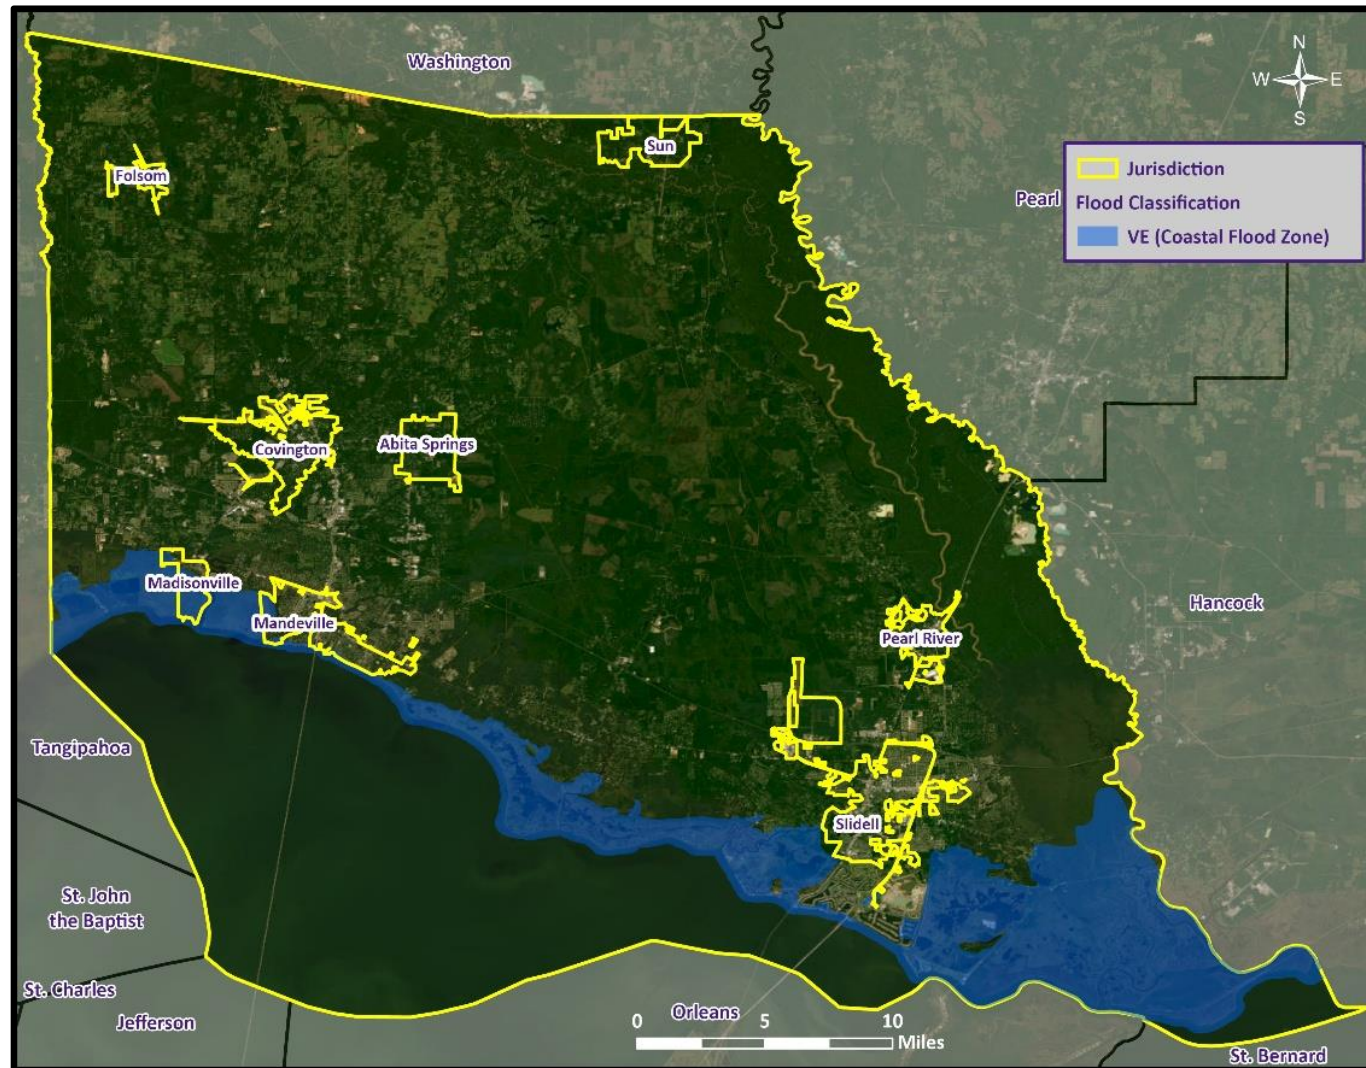 Washington
N
W E
S
Sun
Folsom
Jurisdiction
Pearl
Flood Classification
VE (Coastal Flood Zone)
Covington
Abita Springs
Madisonville
Mandeville
Hancock
Pearl River
Tangipahoa
Slidell
St. John
the Baptist
St. Charles
Jefferson
Orleans
0 5 10
Miles
St. Bernard